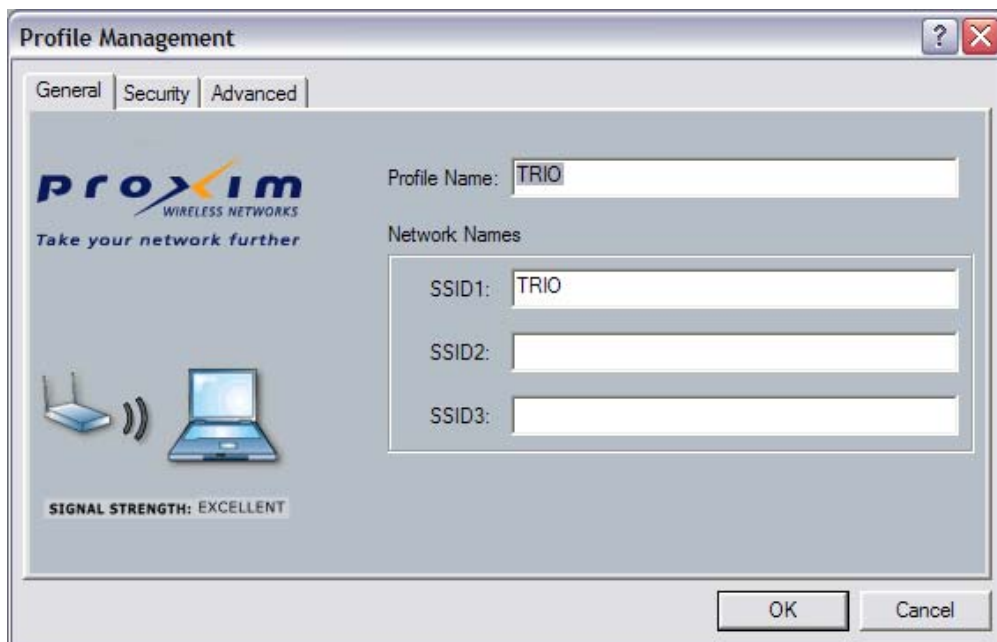 Profile Management
?
General Security Advanced
proxim
WIRELESS NETWORKS
Take your network further
Profile Name: TRIO
Network Names
SSID1: TRIO
SSID2:
SSID3:
SIGNAL STRENGTH: EXCELLENT
OK Cancel